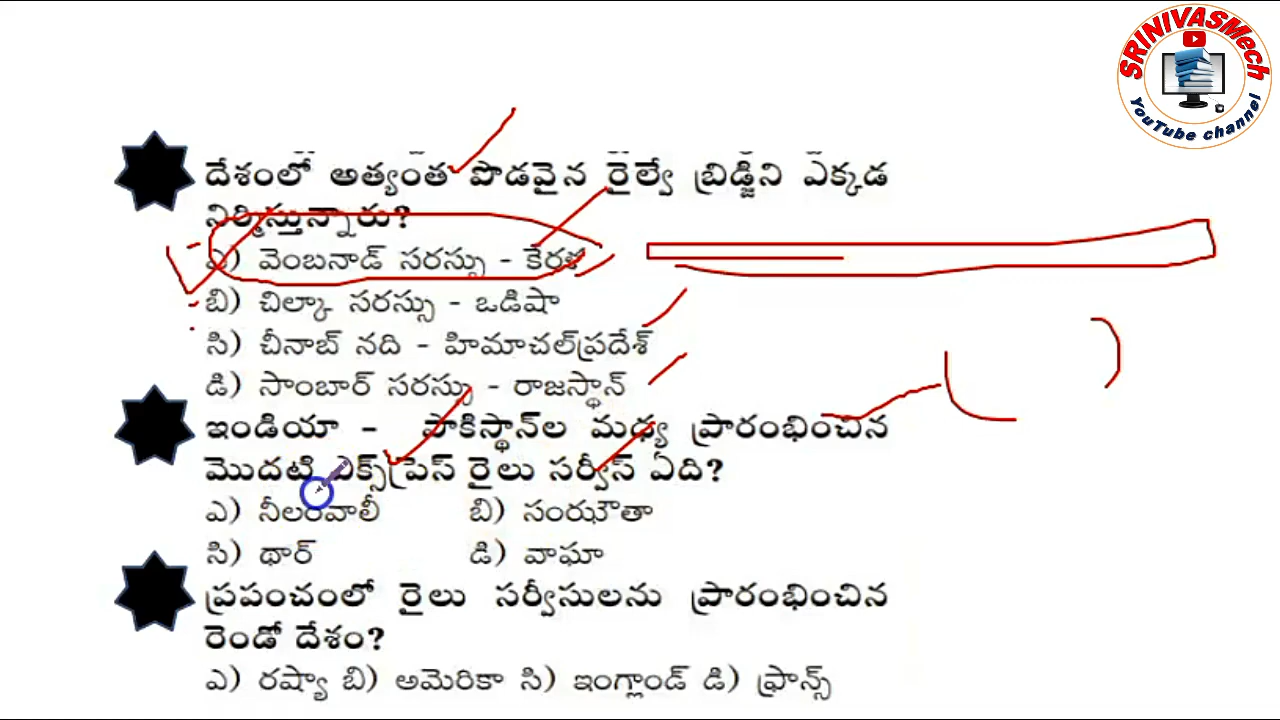 SRINIVASMech
YouTube channel
దేశంలో అత్యంత పొడవైన రైల్వే బ్రిడ్జిని ఎక్కడ
నిర్మిస్తున్నారు?
ఎ) వెంబనాడ్ సరస్సు - కేరళ
బి) చిల్కా సరస్సు - ఒడిషా
సి) చీనాబ్ నది - హిమాచల్‌ప్రదేశ్
డి) సాంబార్ సరస్సు - రాజస్థాన్
ఇండియా - పాకిస్థాన్‌ల మధ్య ప్రారంభించిన
మొదటి ఎక్స్‌ప్రెస్ రైలు సర్వీస్ ఏది?
ఎ) నీలంవాలీ బి) సంఝౌతా
సి) థార్ డి) వాఘా
ప్రపంచంలో రైలు సర్వీసులను ప్రారంభించిన
రెండో దేశం?
ఎ) రష్యా బి) అమెరికా సి) ఇంగ్లాండ్ డి) ఫ్రాన్స్